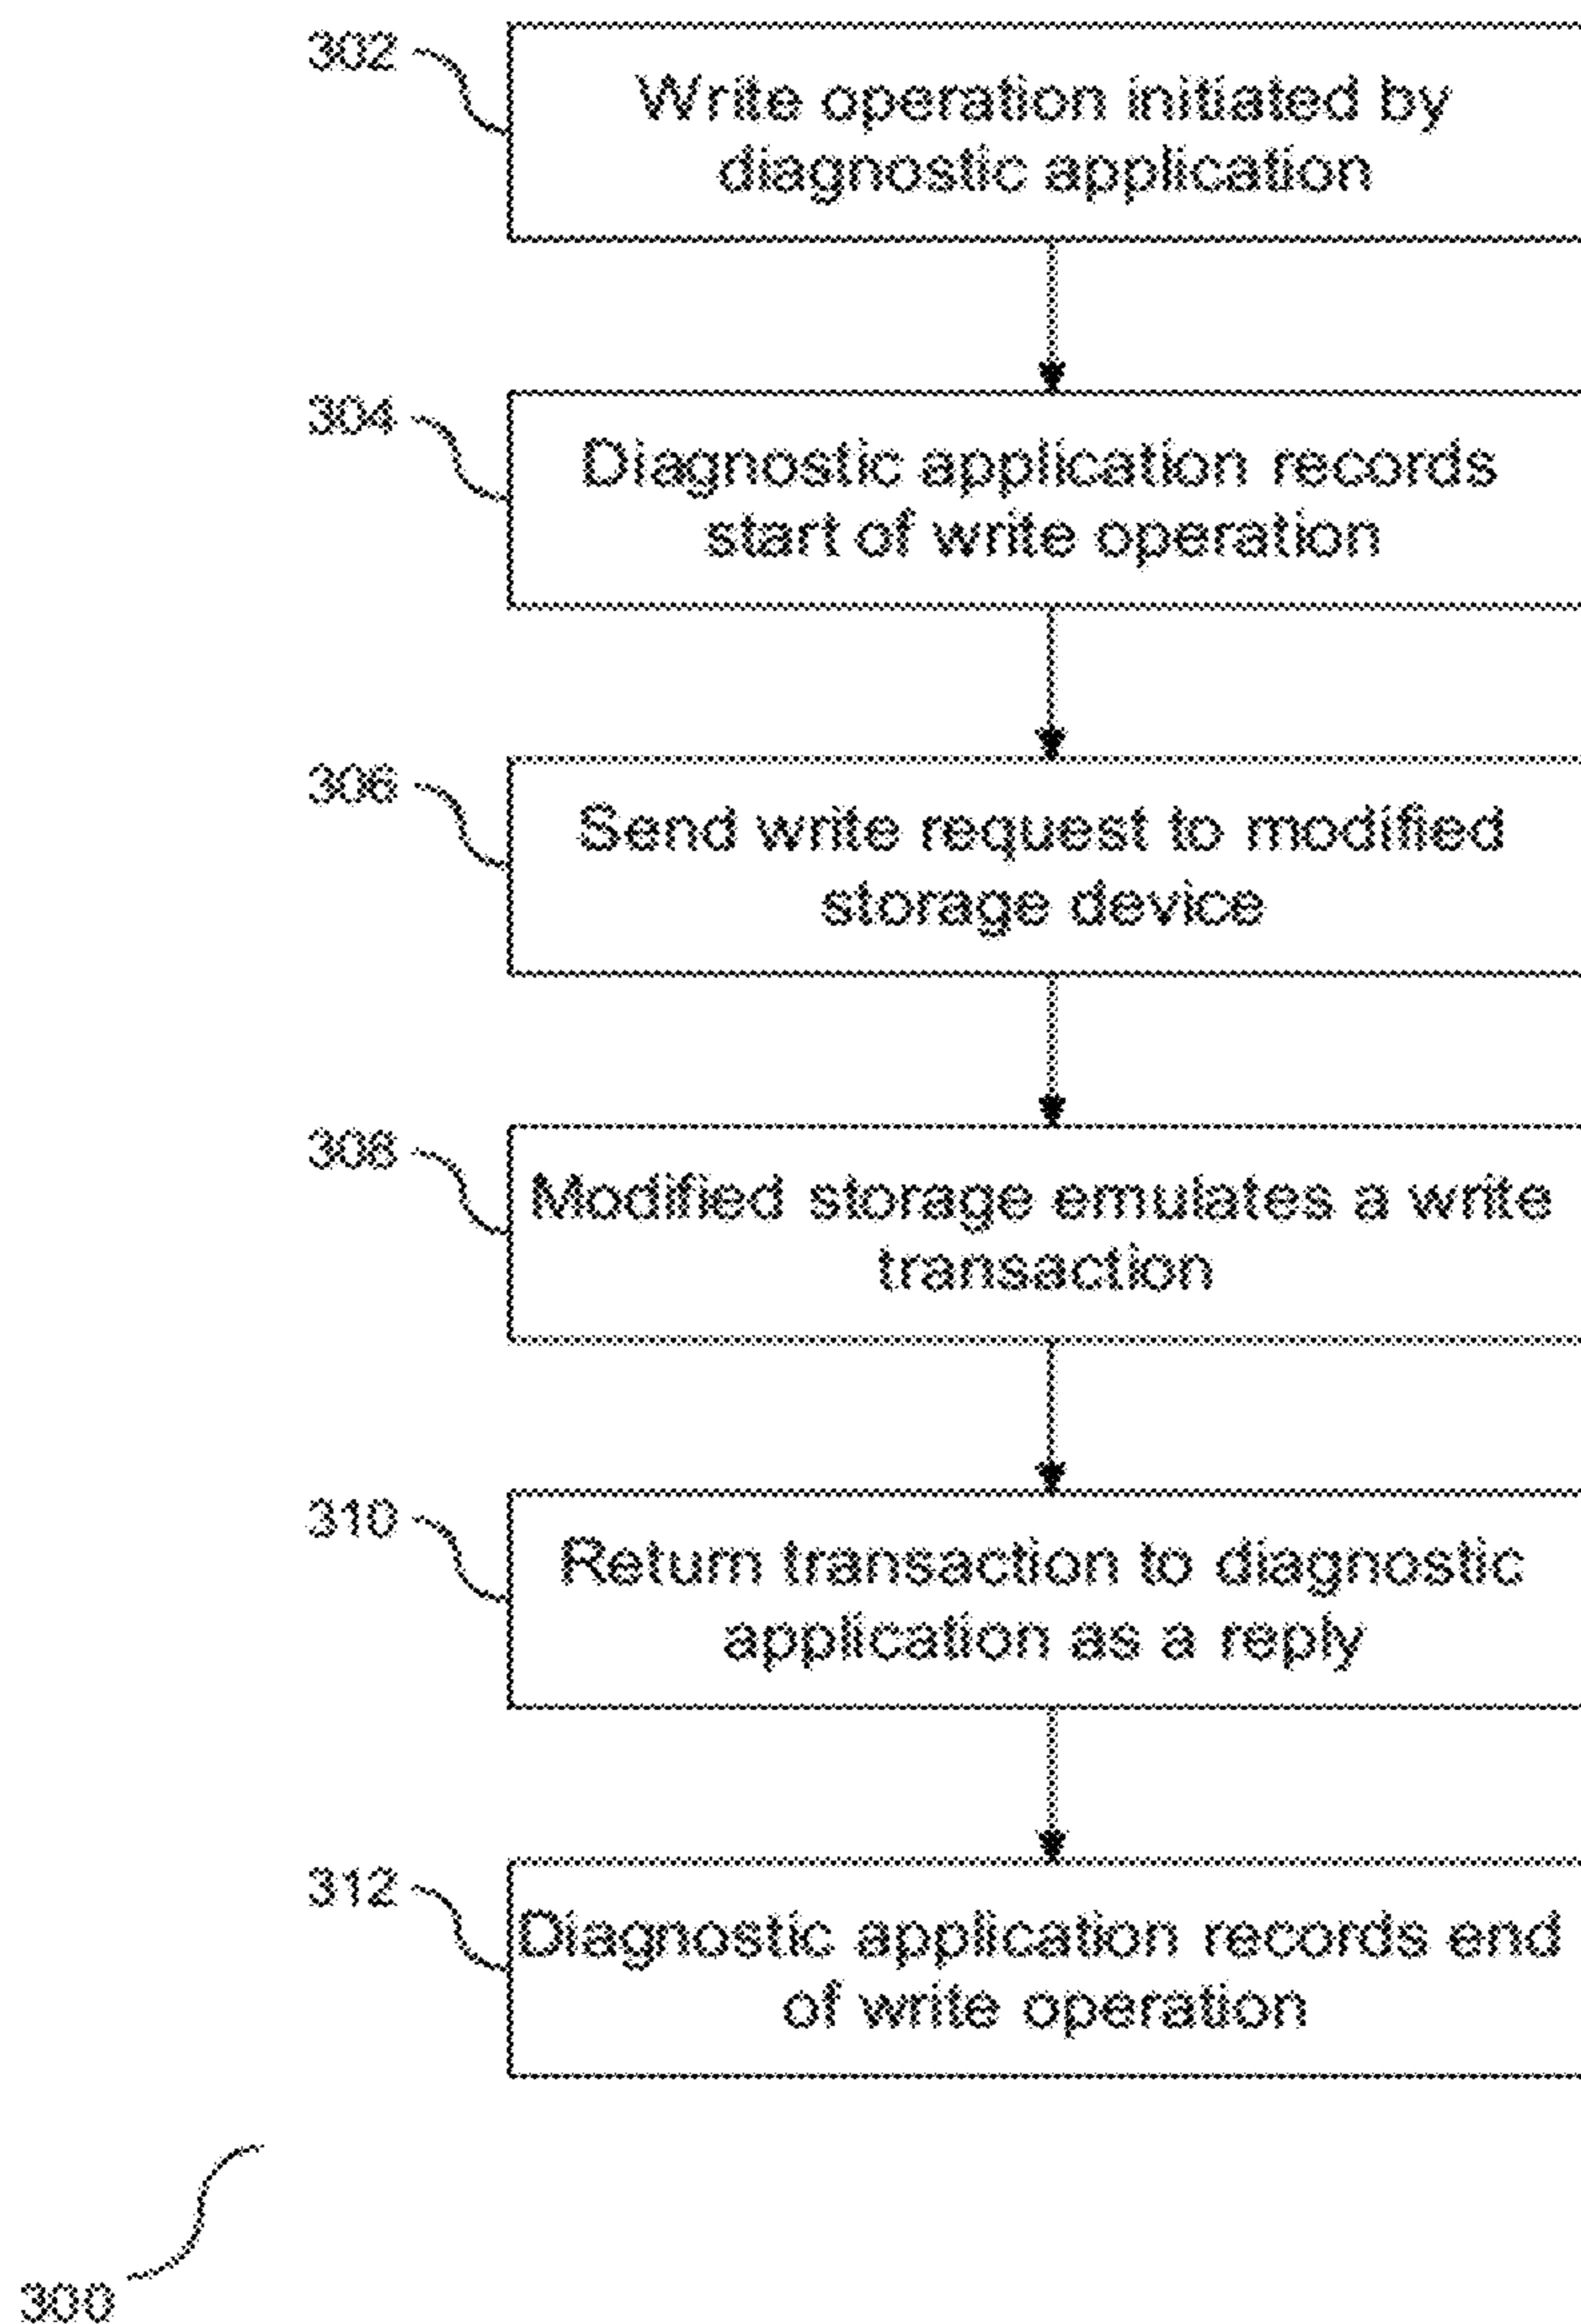 302
Write operation initiated by
diagnostic application
304
Diagnostic application records
start of write operation
306
Send write request to modified
storage device
308
Modified storage emulates a write
transaction
310
Return transaction to diagnostic
application as a reply
312
Diagnostic application records end
of write operation
300